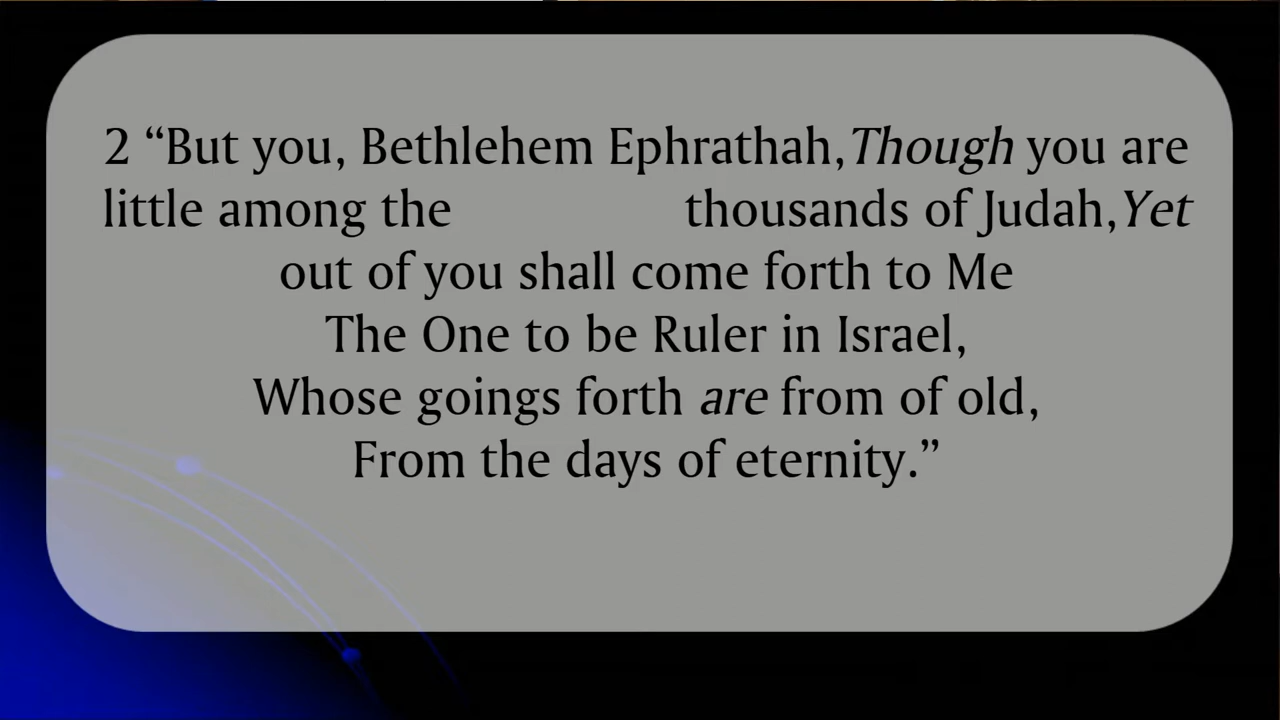 2 “But you, Bethlehem Ephrathah,Though you are
little among the thousands of Judah,Yet
out of you shall come forth to Me
The One to be Ruler in Israel,
Whose goings forth are from of old,
From the days of eternity.”